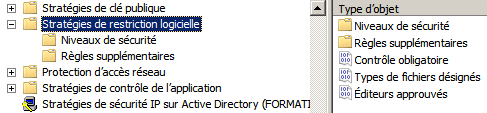 Stratégies de clé publique
Stratégies de restriction logicielle
Niveaux de sécurité
Règles supplémentaires
Protection d'accès réseau
Stratégies de contrôle de l'application
Stratégies de sécurité IP sur Active Directory (FORMATI
Type d'objet
Niveaux de sécurité
Règles supplémentaires
Contrôle obligatoire
Types de fichiers désignés
Éditeurs approuvés